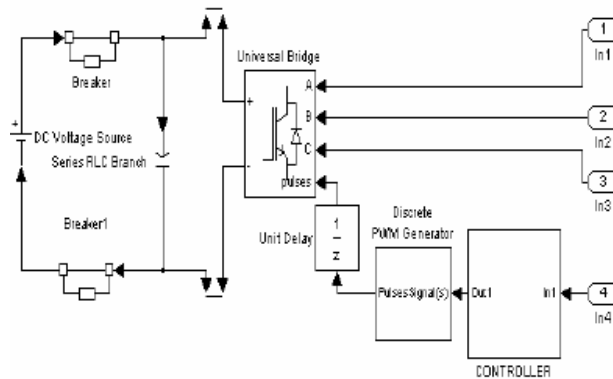 1
In1
Universal Bridge
Breaker
A
+
B
2
In2
+
DC Voltage Source
Series RLC Branch
C
-
pulses
3
In3
Breaker1
Unit Delay
1
z
Discrete
PWM Generator
Pulses Signal(s)
Out1
In1
4
In4
CONTROLLER